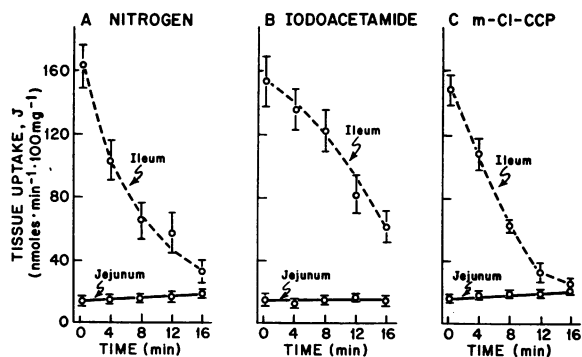 A NITROGEN
B IODOACETAMIDE
C m-Cl-CCP
TISSUE UPTAKE, J
(nmoles·min⁻¹·100mg⁻¹)
160
120
80
40
0
Ileum
Jejunum
0 4 8 12 16
TIME (min)
Ileum
Jejunum
0 4 8 12 16
TIME (min)
Ileum
Jejunum
0 4 8 12 16
TIME (min)